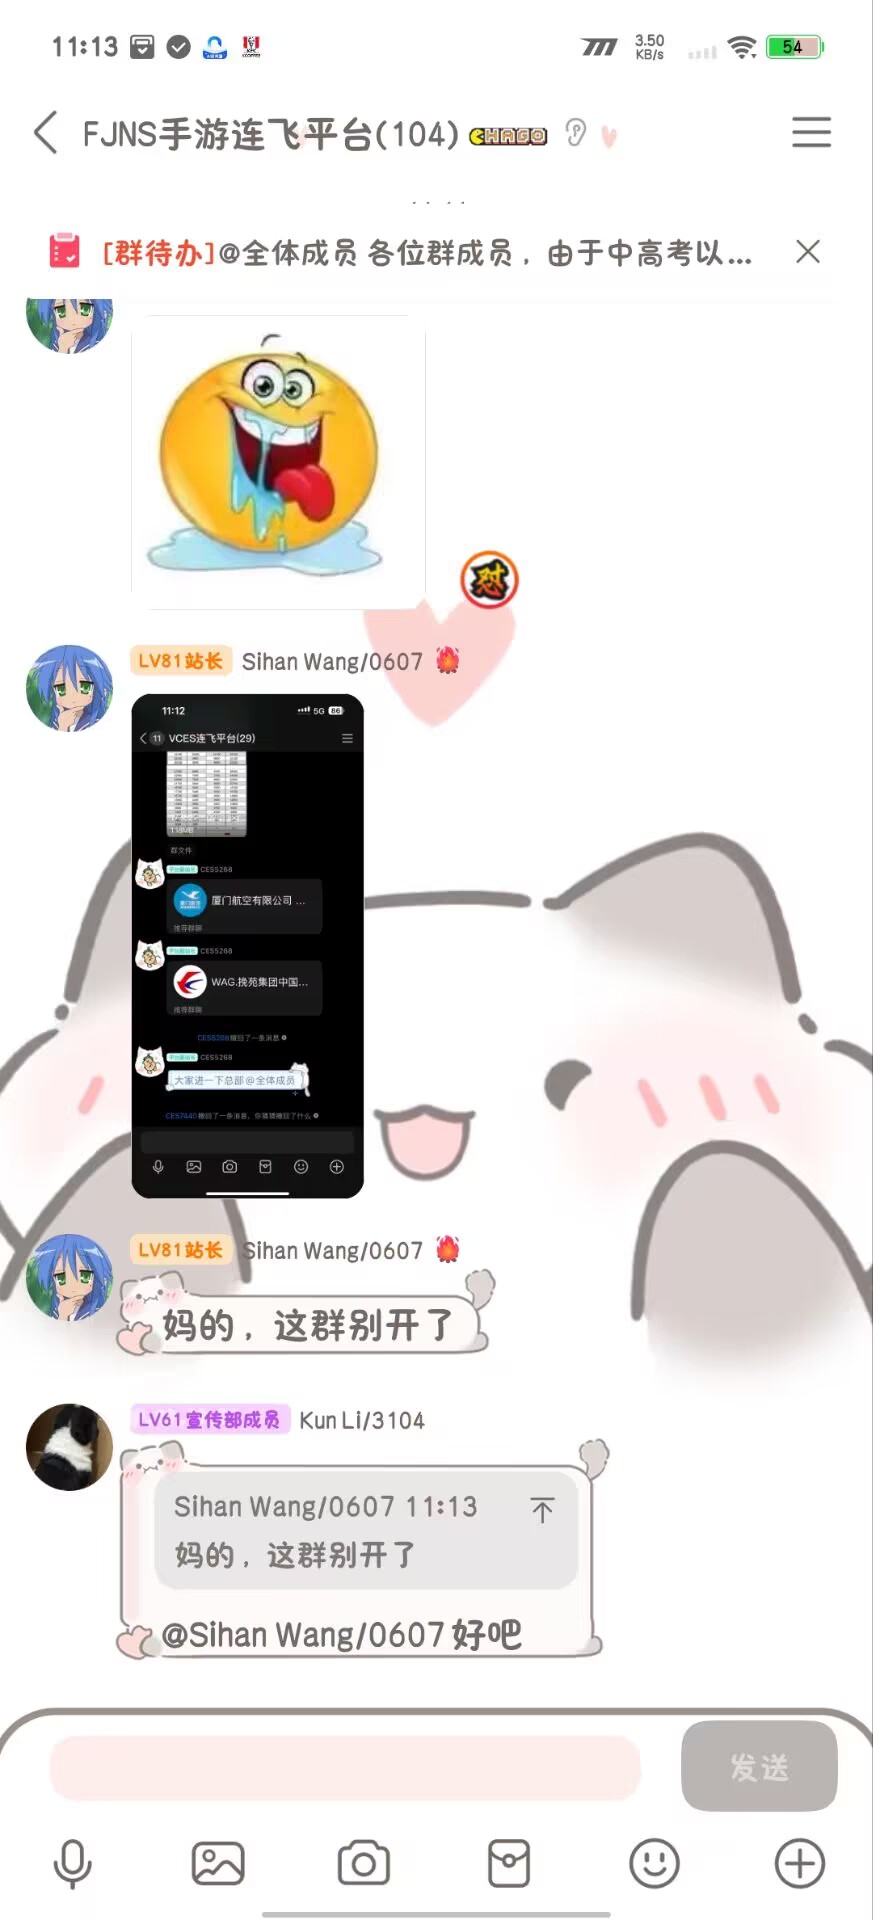 11:13
3.50
KB/s
54
FJNS手游连飞平台(104)
CHAGO
[群待办]@全体成员 各位群成员，由于中高考以...
怼
LV81站长 Sihan Wang/0607
11:12
5G 86
11 VCES连飞平台(29)
118MB
群文件
CES5268
厦门航空有限公司 ...
推荐群聊
CES5268
WAG.挽苑集团中国...
推荐群聊
CES5268撤回了一条消息
CES5268
大家进一下总部@全体成员
CES7440撤回了一条消息，你猜猜撤回了什么
LV81站长 Sihan Wang/0607
妈的，这群别开了
LV61宣传部成员 Kun Li/3104
Sihan Wang/0607 11:13
妈的，这群别开了
@Sihan Wang/0607 好吧
发送